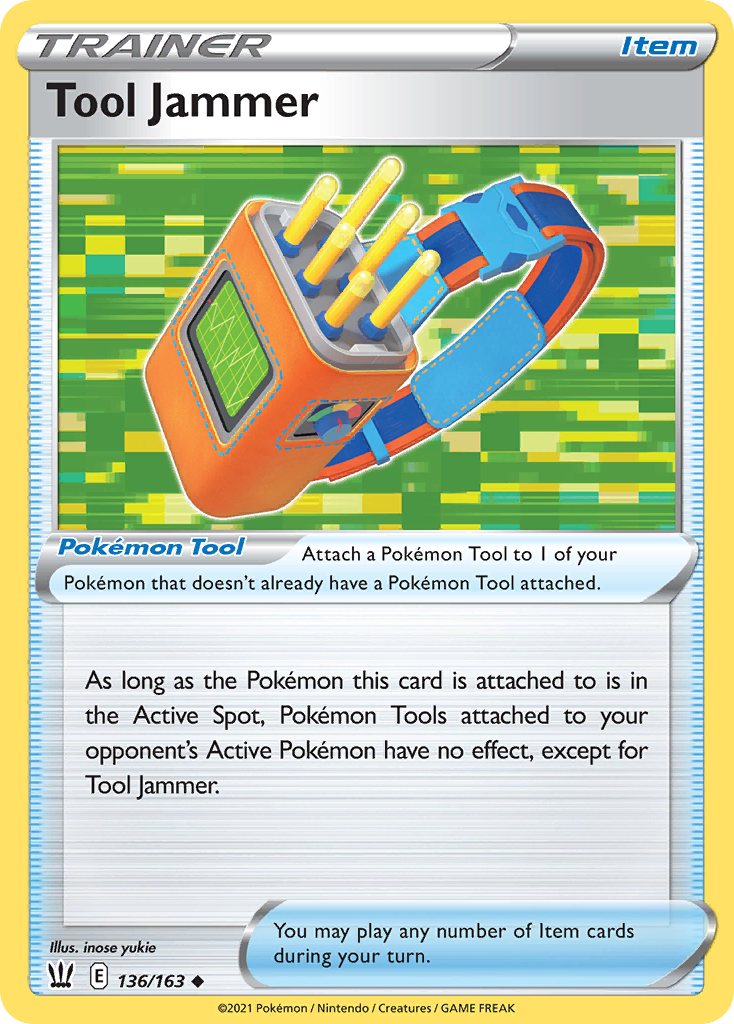 TRAINER
Item
Tool Jammer
Pokémon Tool
Attach a Pokémon Tool to 1 of your
Pokémon that doesn't already have a Pokémon Tool attached.
As long as the Pokémon this card is attached to is in
the Active Spot, Pokémon Tools attached to your
opponent's Active Pokémon have no effect, except for
Tool Jammer.
Illus. inose yukie
You may play any number of Item cards
during your turn.
E
136/163
©2021 Pokémon / Nintendo / Creatures / GAME FREAK